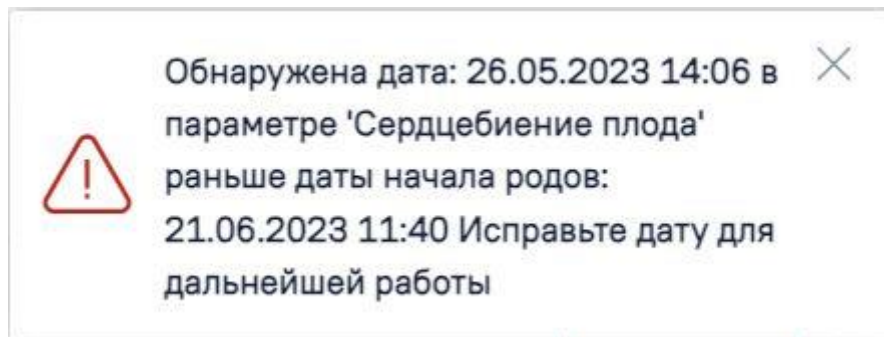 Обнаружена дата: 26.05.2023 14:06 в
параметре 'Сердцебиение плода'
раньше даты начала родов:
21.06.2023 11:40 Исправьте дату для
дальнейшей работы